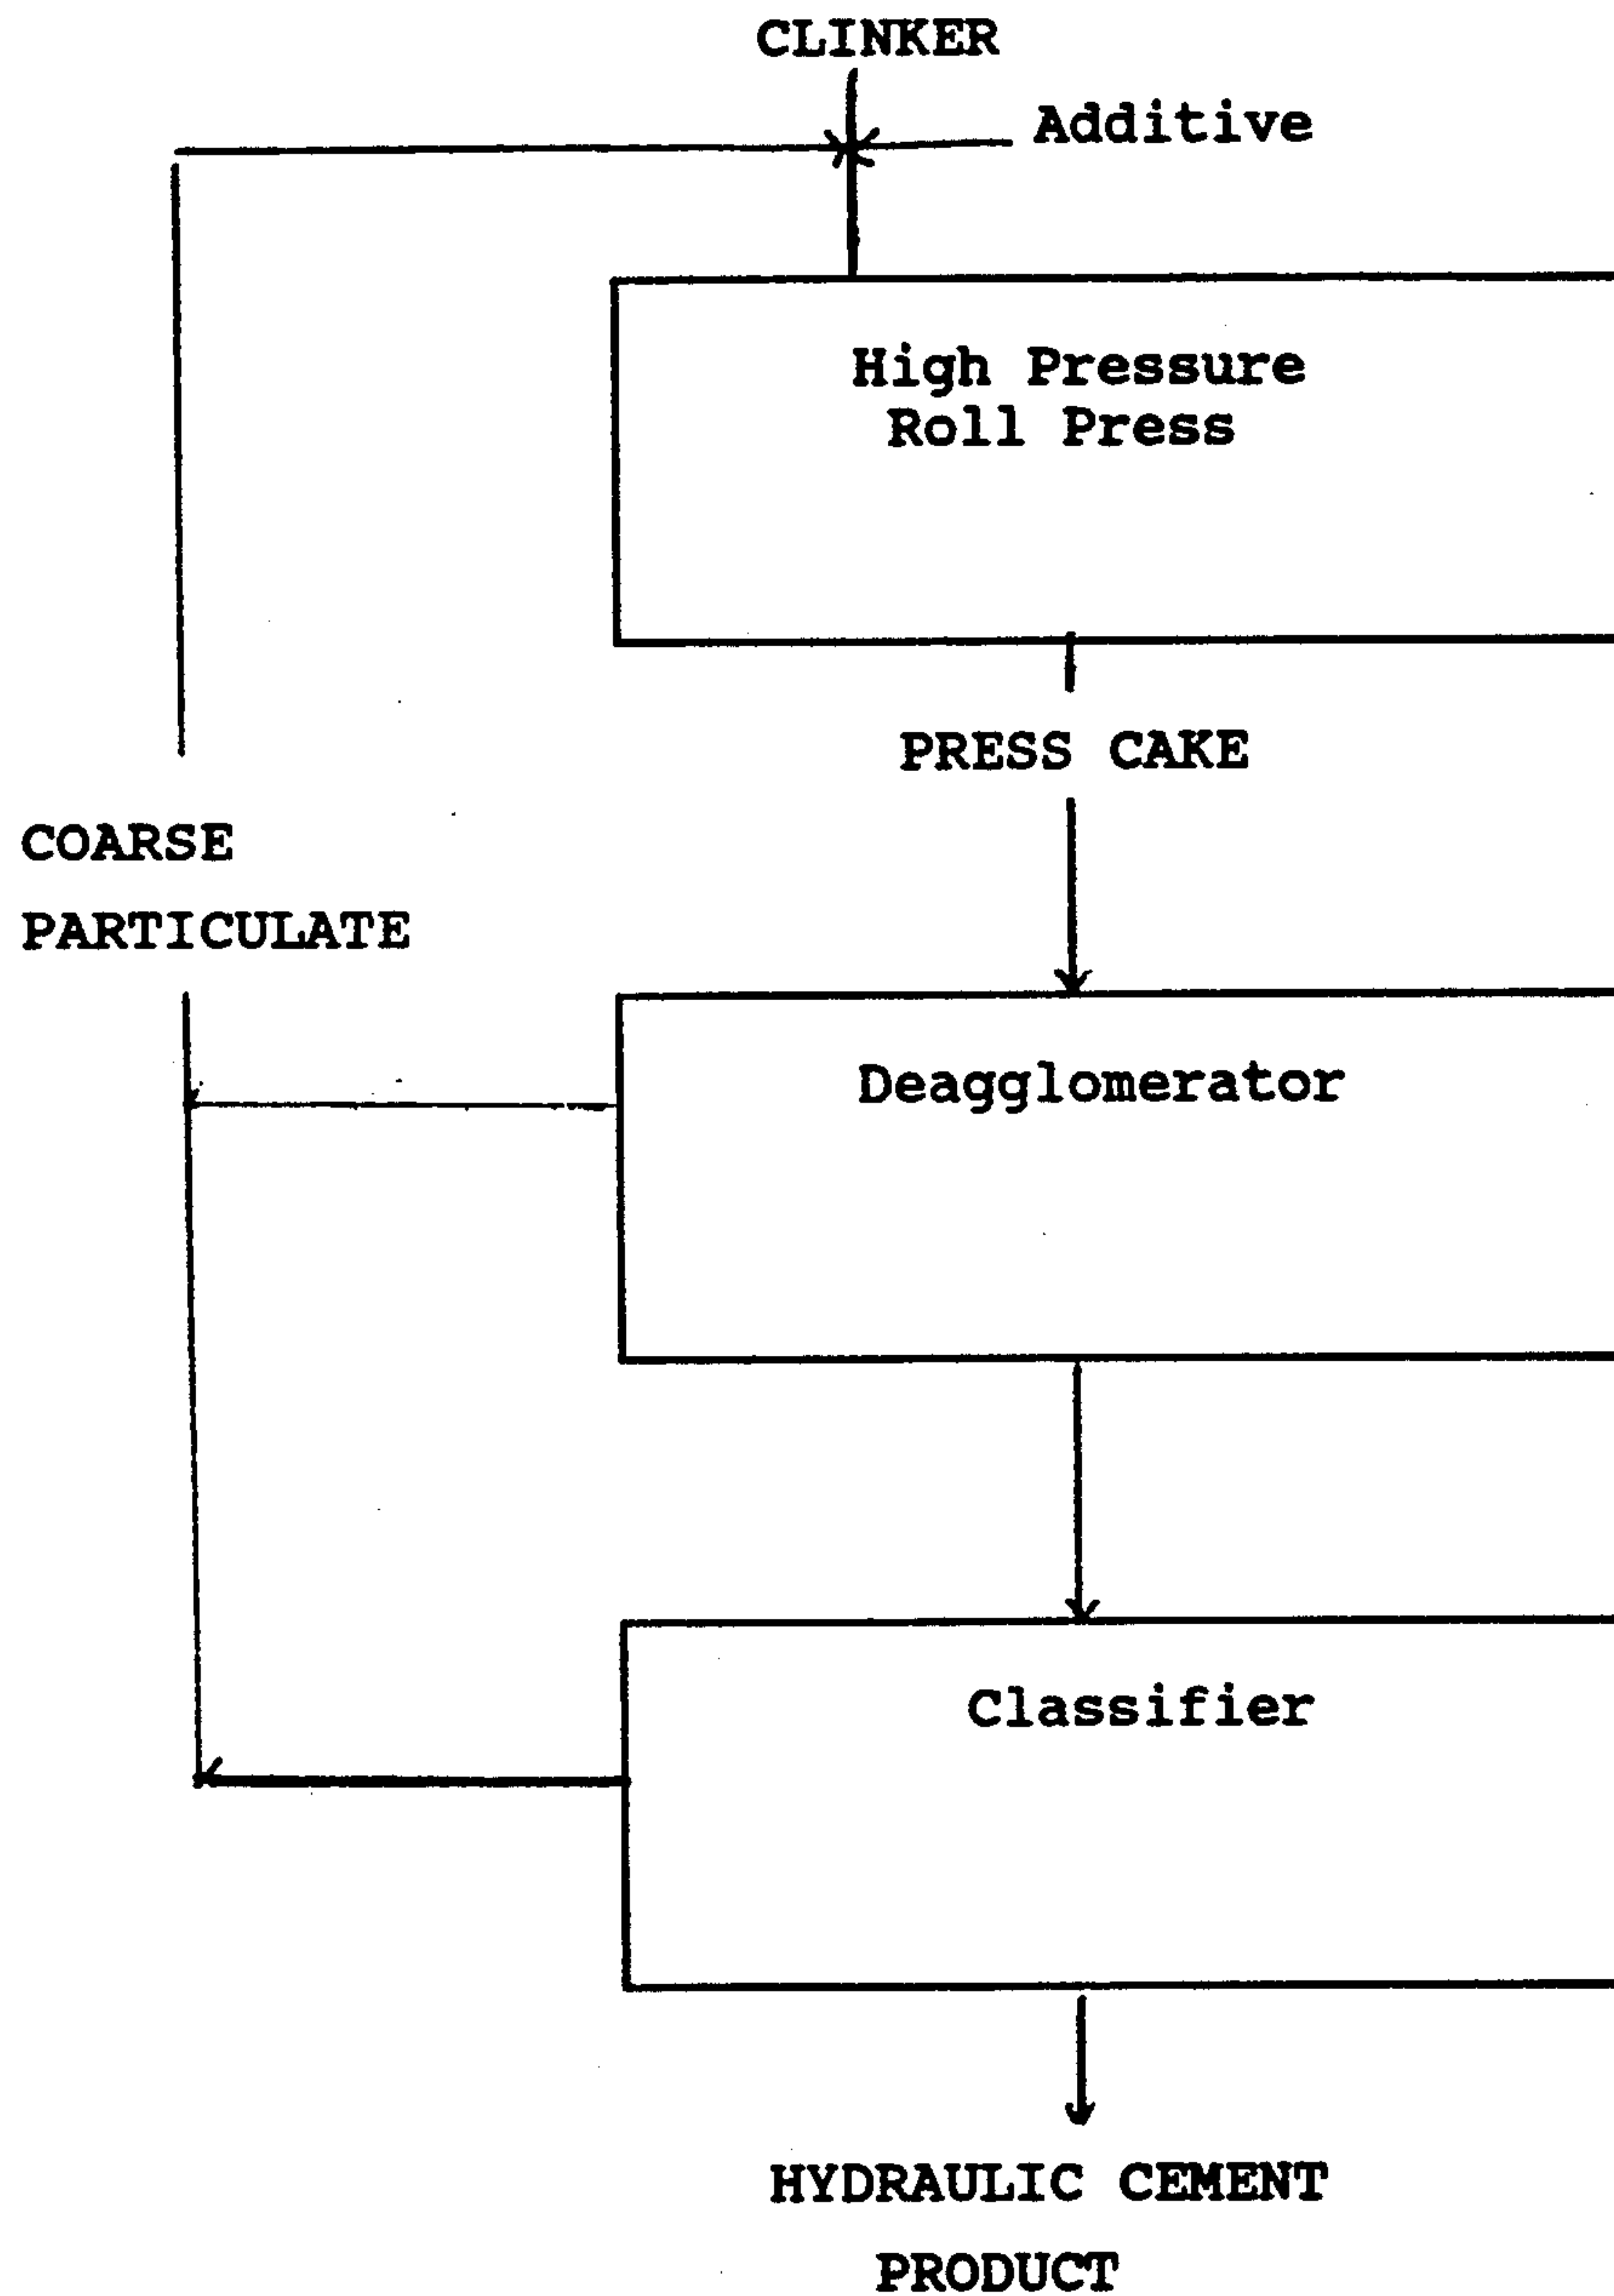 CLINKER
Additive
High Pressure
Roll Press
PRESS CAKE
COARSE
PARTICULATE
Deagglomerator
Classifier
HYDRAULIC CEMENT
PRODUCT